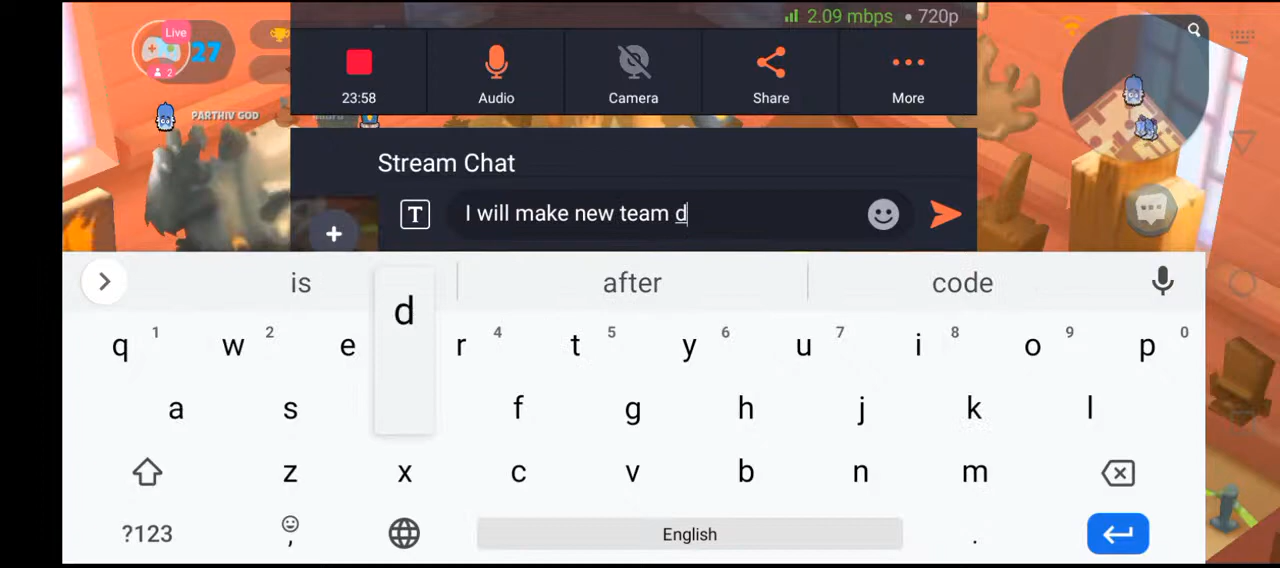 2.09 mbps • 720p
Live
27
2
23:58
Audio
Camera
Share
More
PARTHIV GOD
Stream Chat
T
I will make new team d
+
is
after
code
d
q 1 w 2 e r 4 t 5 y 6 u 7 i 8 o 9 p 0
a s f g h j k l
z x c v b n m
?123 , English .